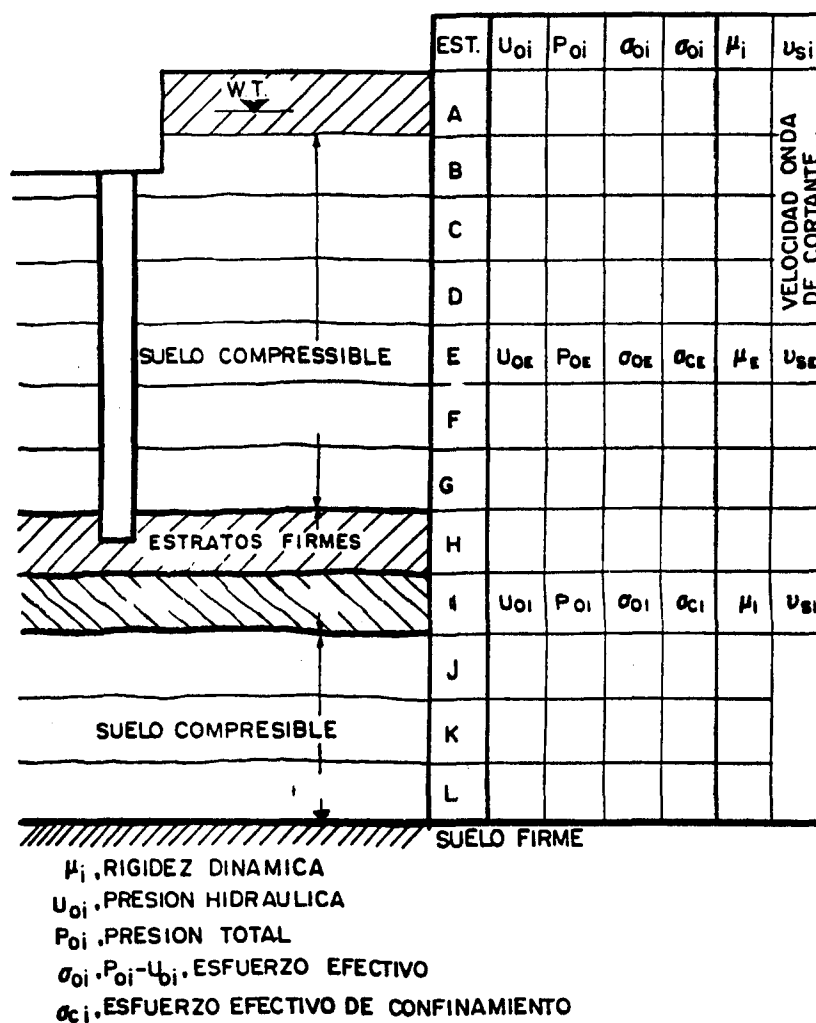 EST. Uoi Poi σoi σoi μi υsi
W.T.
A
B
C
D
VELOCIDAD ONDA
DE CORTANTE
SUELO COMPRESSIBLE E UOE POE σOE σCE μE υSE
F
G
ESTRATOS FIRMES H
I UOI POI σOI σCI μI υSI
J
SUELO COMPRESIBLE K
L
SUELO FIRME
μi, RIGIDEZ DINAMICA
Uoi, PRESION HIDRAULICA
Poi, PRESION TOTAL
σoi, Poi-Uoi, ESFUERZO EFECTIVO
σci, ESFUERZO EFECTIVO DE CONFINAMIENTO